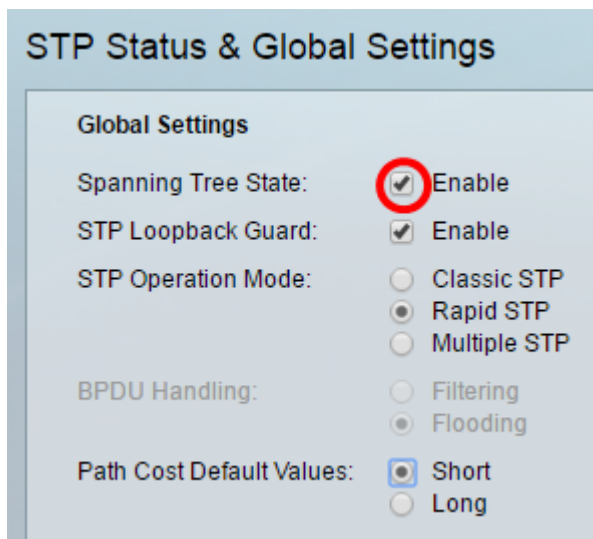 STP Status & Global Settings
Global Settings
Spanning Tree State: Enable
STP Loopback Guard: Enable
STP Operation Mode: Classic STP
Rapid STP
Multiple STP
BPDU Handling: Filtering
Flooding
Path Cost Default Values: Short
Long